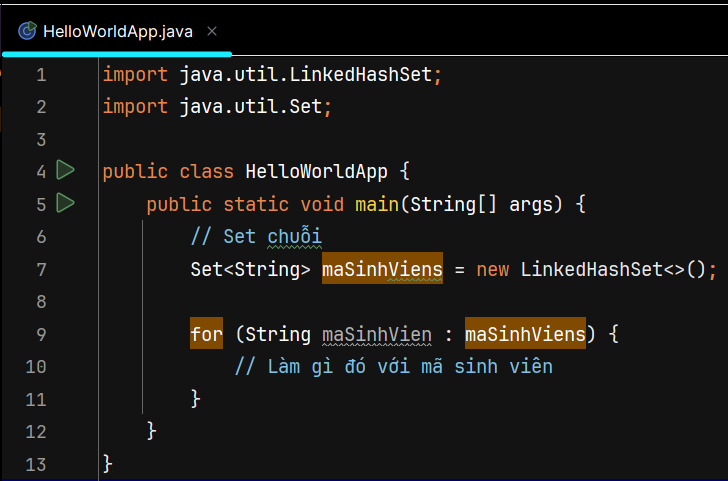 HelloWorldApp.java ×
1 import java.util.LinkedHashSet;
2 import java.util.Set;
3
4 public class HelloWorldApp {
5 public static void main(String[] args) {
6 // Set chuỗi
7 Set<String> maSinhViens = new LinkedHashSet<>();
8
9 for (String maSinhVien : maSinhViens) {
10 // Làm gì đó với mã sinh viên
11 }
12 }
13 }